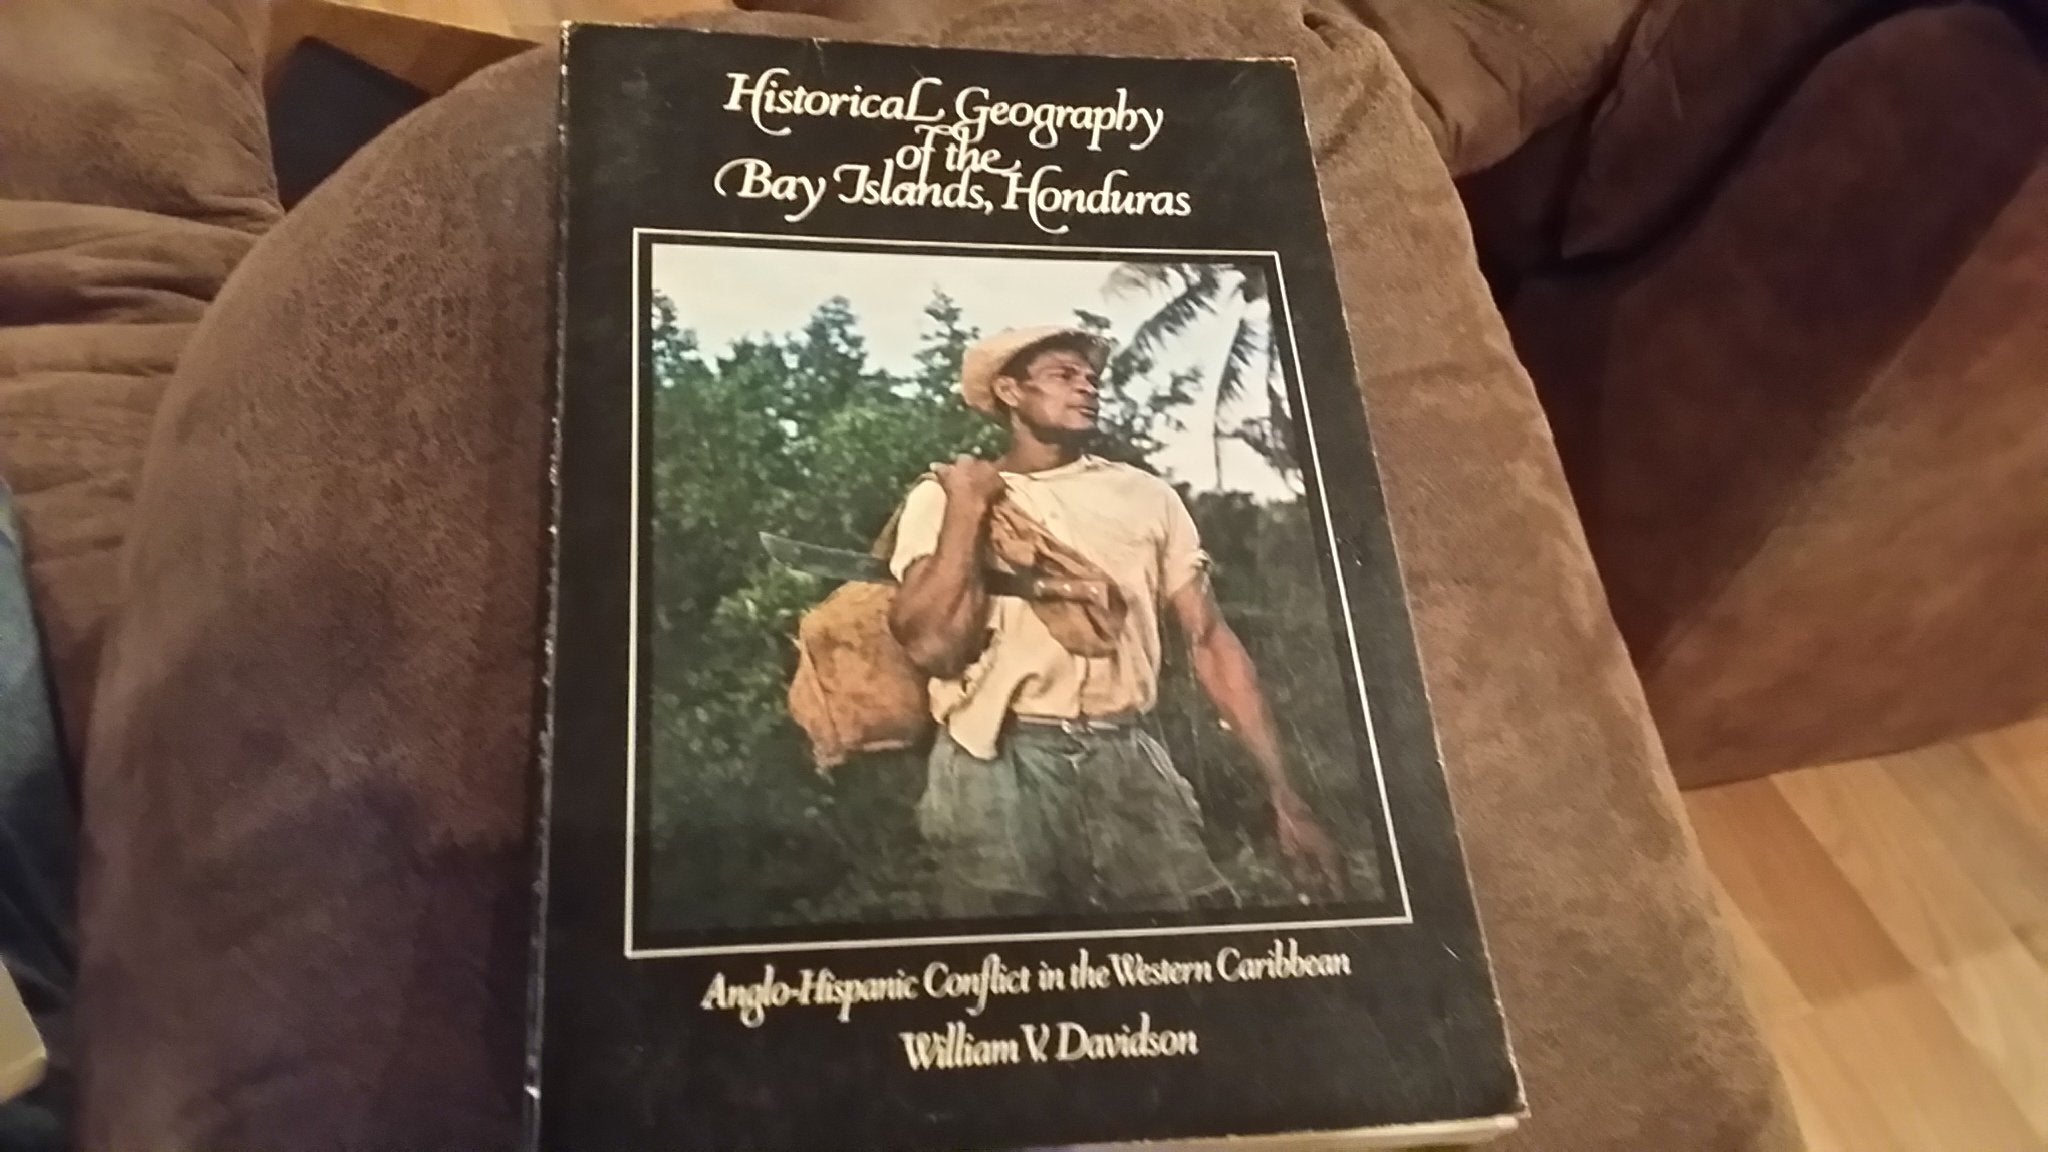 Historical Geography
of the
Bay Islands, Honduras
Anglo-Hispanic Conflict in the Western Caribbean
William V. Davidson